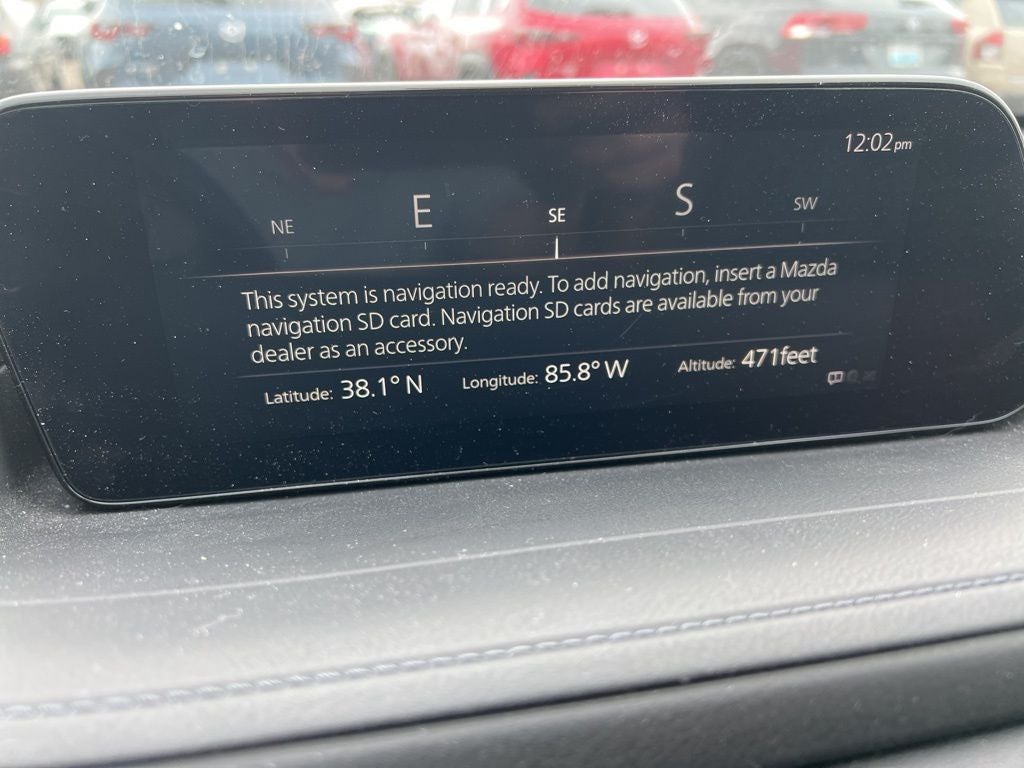 12:02pm
NE E SE S SW
This system is navigation ready. To add navigation, insert a Mazda
navigation SD card. Navigation SD cards are available from your
dealer as an accessory.
Latitude: 38.1° N Longitude: 85.8° W Altitude: 471feet